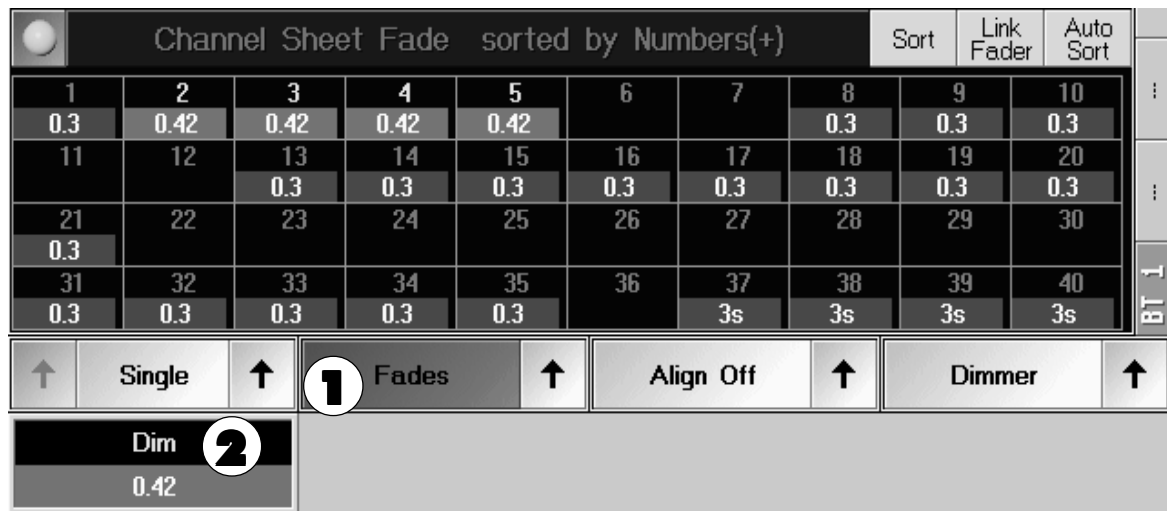 Channel Sheet Fade sorted by Numbers(+) Sort Link Fader Auto Sort
1 2 3 4 5 6 7 8 9 10
0.3 0.42 0.42 0.42 0.42 0.3 0.3 0.3
11 12 13 14 15 16 17 18 19 20
0.3 0.3 0.3 0.3 0.3 0.3 0.3 0.3
21 22 23 24 25 26 27 28 29 30
0.3
31 32 33 34 35 36 37 38 39 40
0.3 0.3 0.3 0.3 0.3 3s 3s 3s 3s
BT 1
Single 1 Fades Align Off Dimmer
Dim 2
0.42